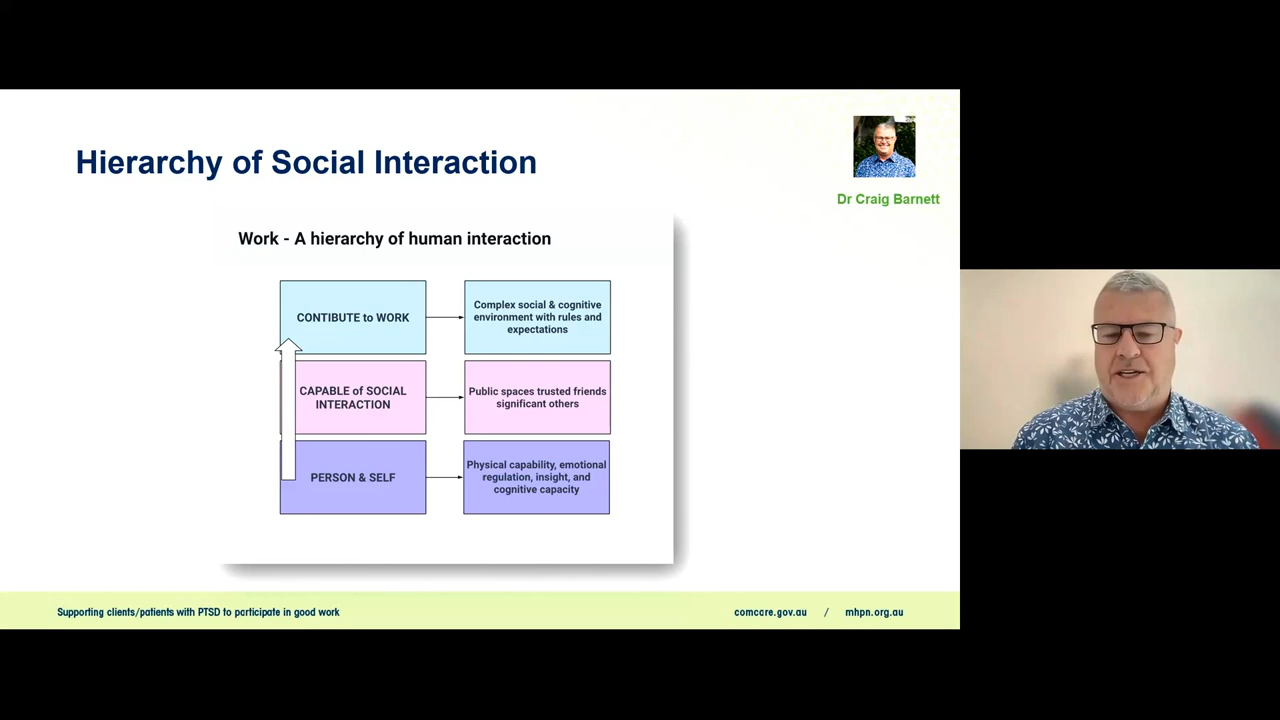 Hierarchy of Social Interaction
Dr Craig Barnett
Work - A hierarchy of human interaction
CONTIBUTE to WORK
Complex social & cognitive
environment with rules and
expectations
CAPABLE of SOCIAL
INTERACTION
Public spaces trusted friends
significant others
PERSON & SELF
Physical capability, emotional
regulation, insight, and
cognitive capacity
Supporting clients/patients with PTSD to participate in good work
comcare.gov.au / mhpn.org.au